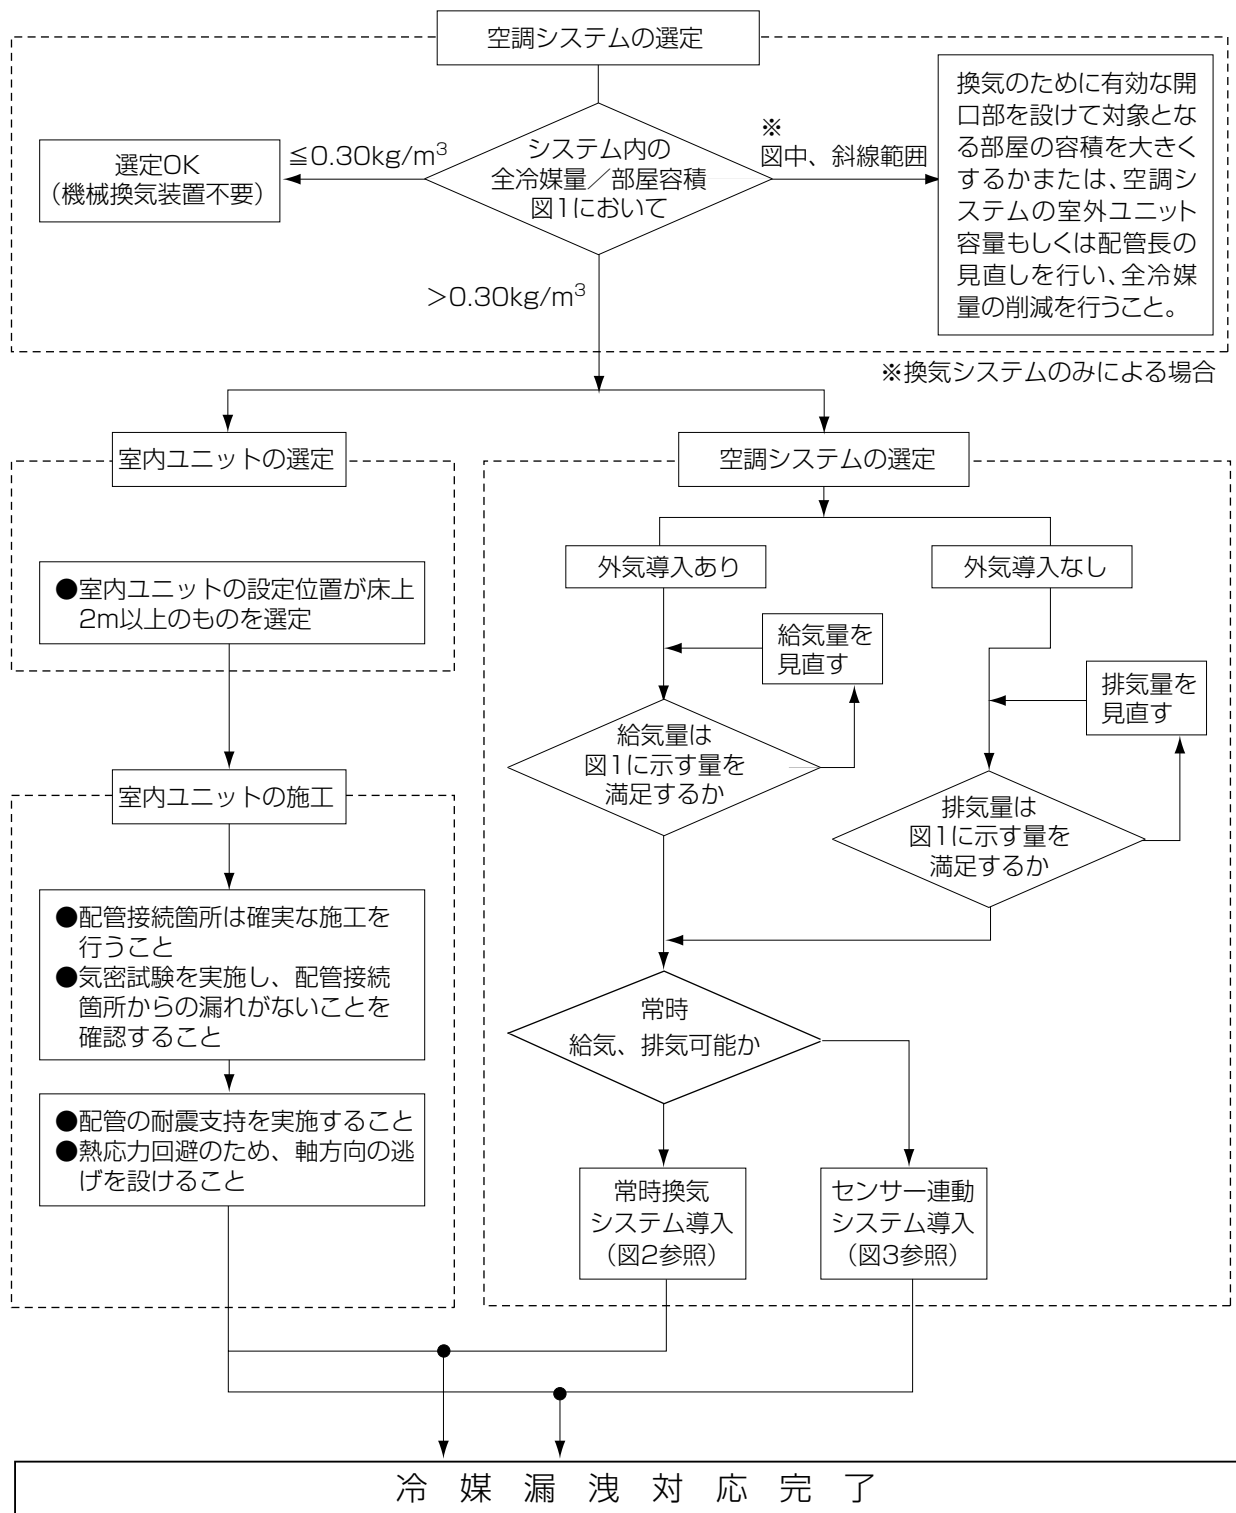 空調システムの選定
システム内の
全冷媒量／部屋容積
図1において
≦0.30kg/m³
選定OK
（機械換気装置不要）
※
図中、斜線範囲
換気のために有効な開
口部を設けて対象とな
る部屋の容積を大きく
するかまたは、空調シ
ステムの室外ユニット
容量もしくは配管長の
見直しを行い、全冷媒
量の削減を行うこと。
＞0.30kg/m³
※換気システムのみによる場合
室内ユニットの選定
●室内ユニットの設定位置が床上
2m以上のものを選定
室内ユニットの施工
●配管接続箇所は確実な施工を
行うこと
●気密試験を実施し、配管接続
箇所からの漏れがないことを
確認すること
●配管の耐震支持を実施すること
●熱応力回避のため、軸方向の逃
げを設けること
空調システムの選定
外気導入あり
外気導入なし
給気量を
見直す
排気量を
見直す
給気量は
図1に示す量を
満足するか
排気量は
図1に示す量を
満足するか
常時
給気、排気可能か
常時換気
システム導入
（図2参照）
センサー連動
システム導入
（図3参照）
冷媒漏洩対応完了